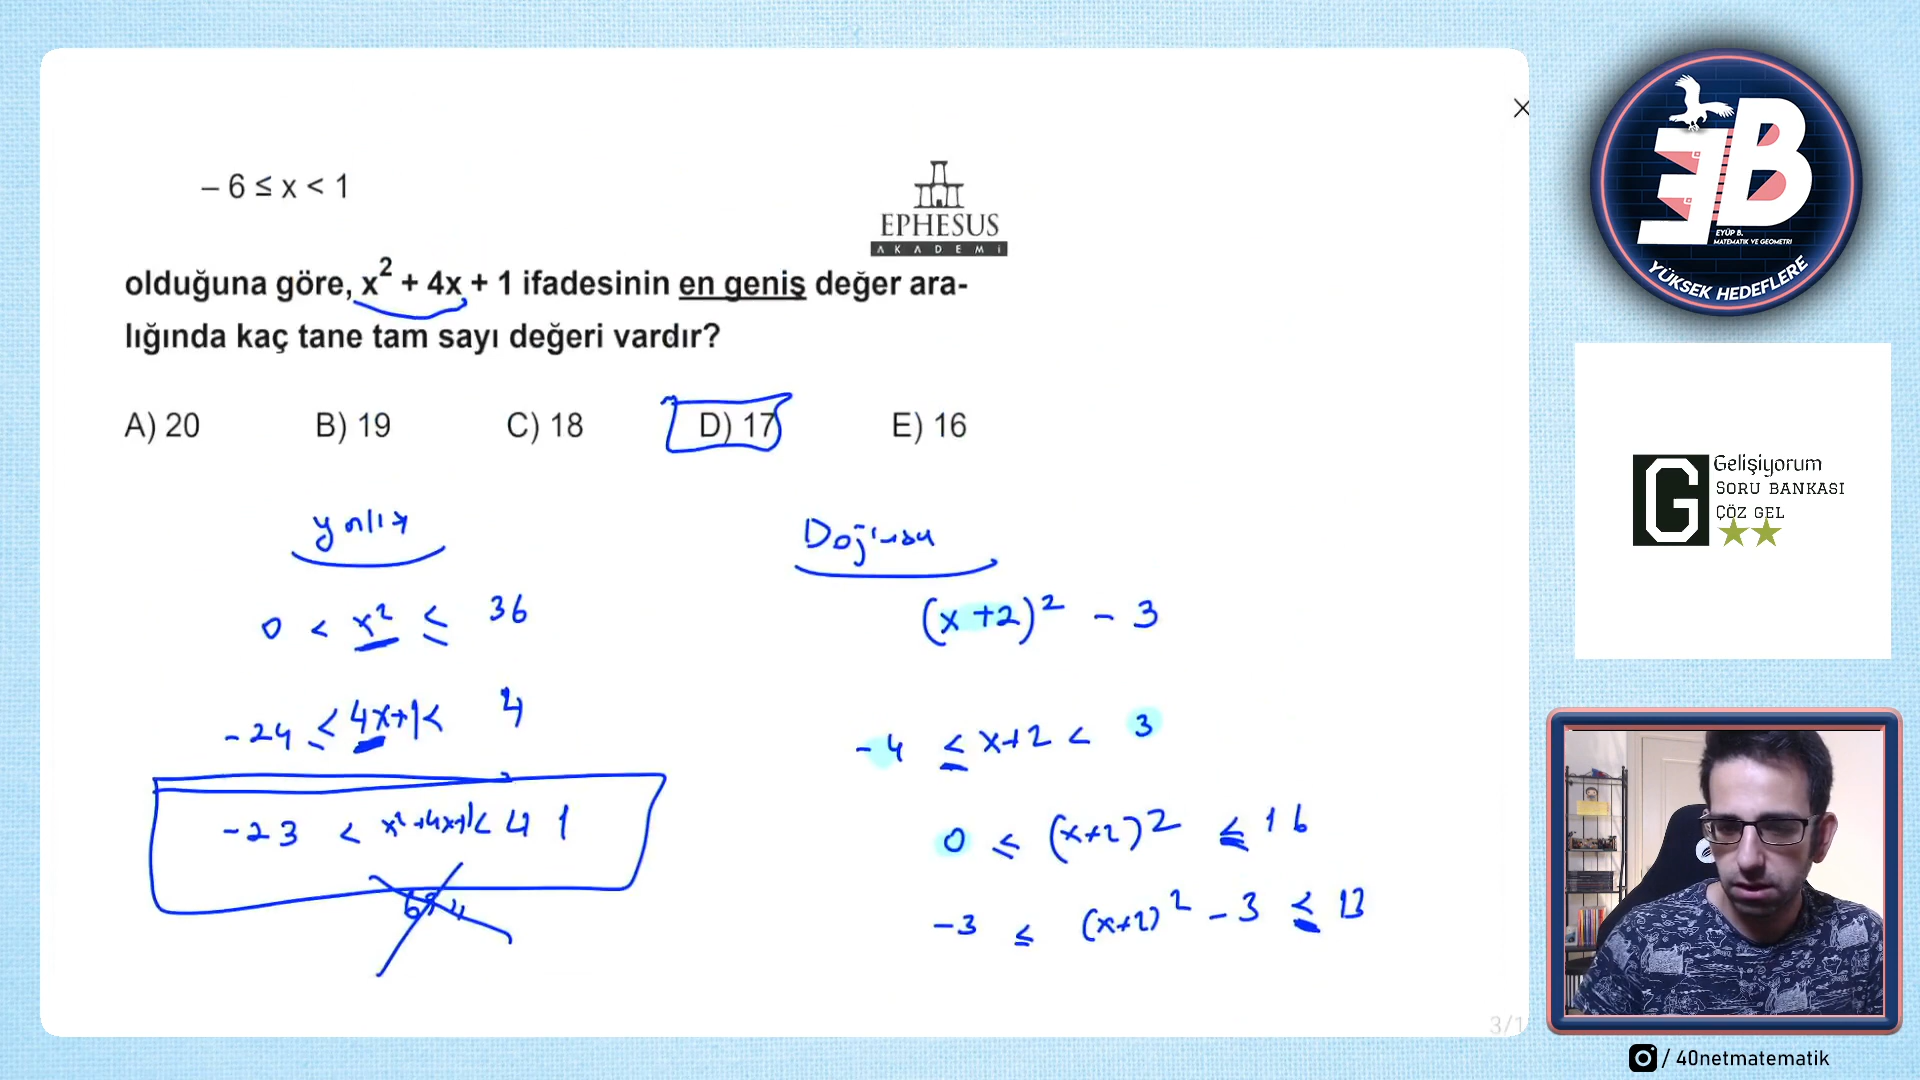 ×
– 6 ≤ x < 1
EPHESUS
AKADEMİ
olduğuna göre, x² + 4x + 1 ifadesinin en geniş değer ara-
lığında kaç tane tam sayı değeri vardır?
A) 20 B) 19 C) 18 D) 17 E) 16
yanlış
0 < x² ≤ 36
-24 ≤ 4x+1 < 4
-23 < x²+4x+1 < 41
Doğrusu
(x+2)² - 3
-4 ≤ x+2 < 3
0 ≤ (x+2)² ≤ 16
-3 ≤ (x+2)² - 3 ≤ 13
3/1
EB
EYÜP B.
MATEMATİK VE GEOMETRİ
YÜKSEK HEDEFLERE
G
Gelişiyorum
SORU BANKASI
ÇÖZ GEL
/ 40netmatematik